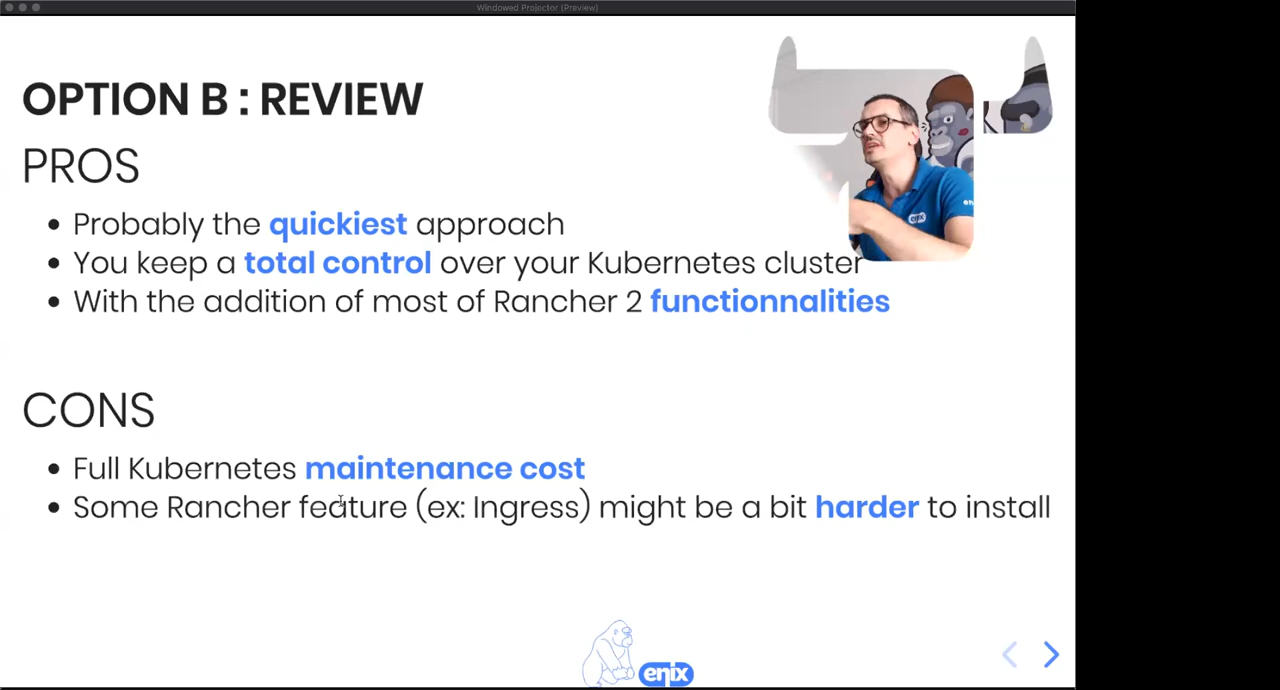 Windowed Projector (Preview)
OPTION B : REVIEW
PROS
Probably the quickiest approach
You keep a total control over your Kubernetes cluster
With the addition of most of Rancher 2 functionnalities
enix
CONS
Full Kubernetes maintenance cost
Some Rancher feature (ex: Ingress) might be a bit harder to install
enix